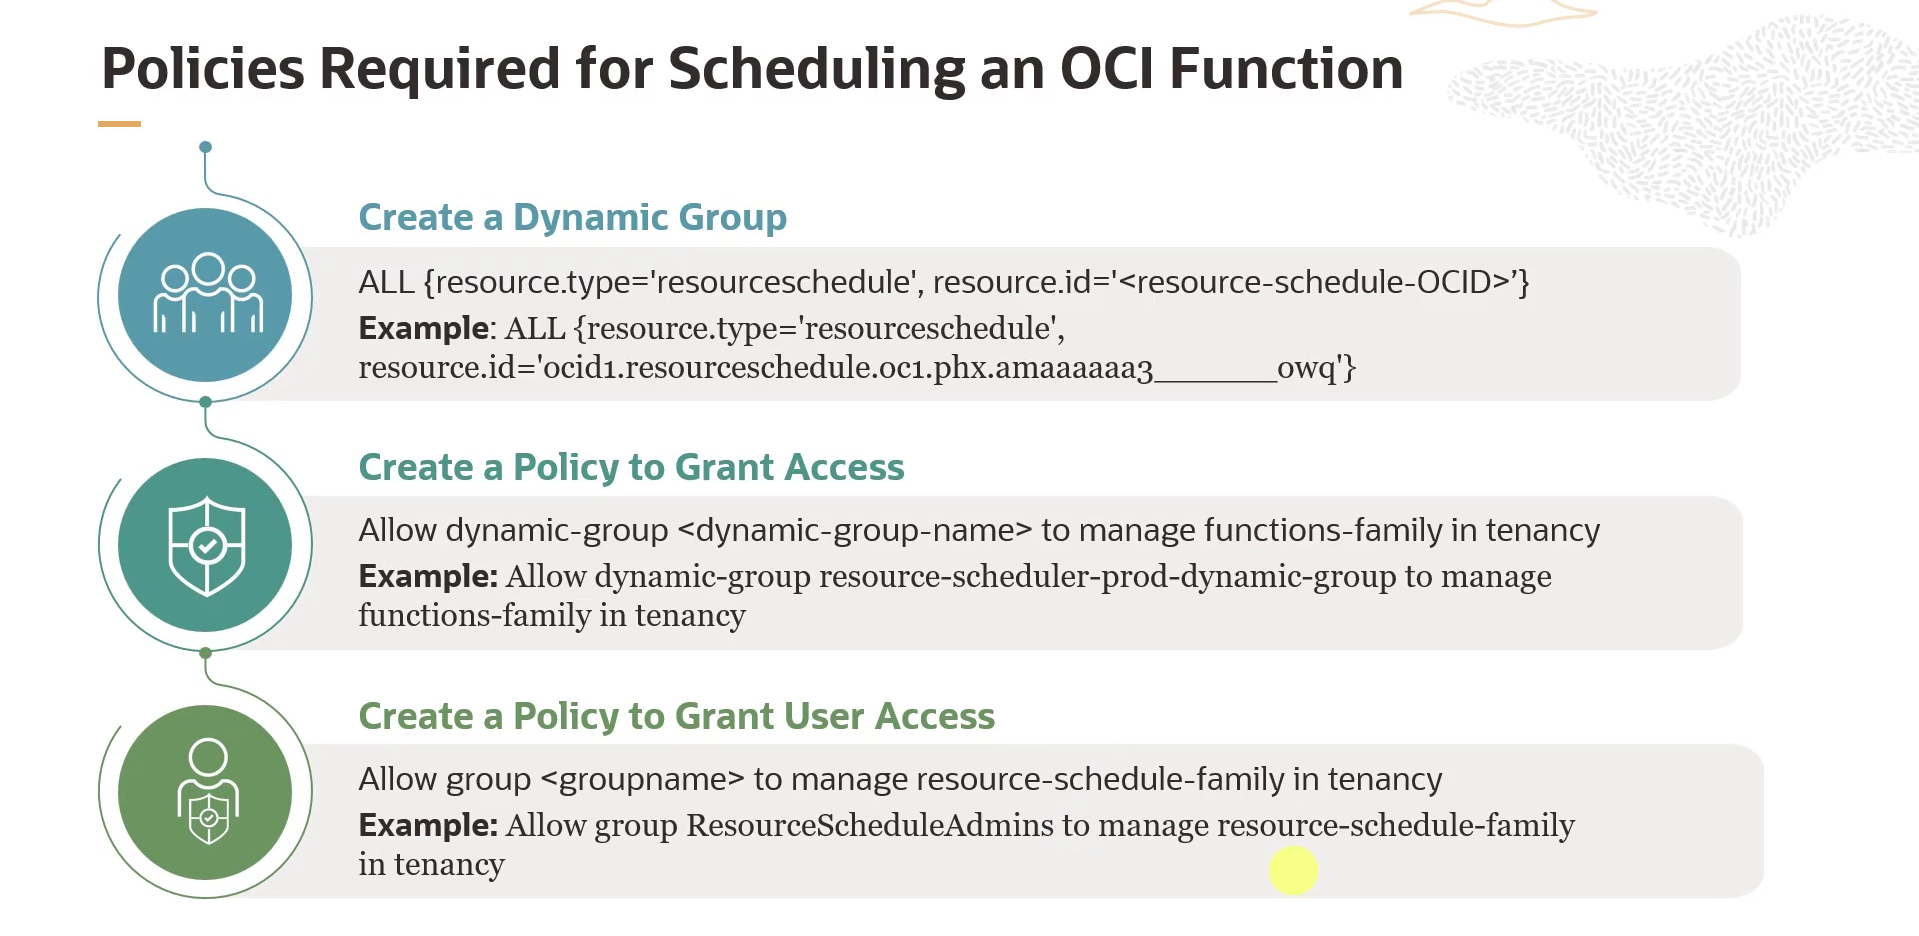 Policies Required for Scheduling an OCI Function
Create a Dynamic Group
ALL {resource.type='resourceschedule', resource.id='<resource-schedule-OCID>’}
Example: ALL {resource.type='resourceschedule',
resource.id='ocid1.resourceschedule.oc1.phx.amaaaaaa3______owq'}
Create a Policy to Grant Access
Allow dynamic-group <dynamic-group-name> to manage functions-family in tenancy
Example: Allow dynamic-group resource-scheduler-prod-dynamic-group to manage
functions-family in tenancy
Create a Policy to Grant User Access
Allow group <groupname> to manage resource-schedule-family in tenancy
Example: Allow group ResourceScheduleAdmins to manage resource-schedule-family
in tenancy